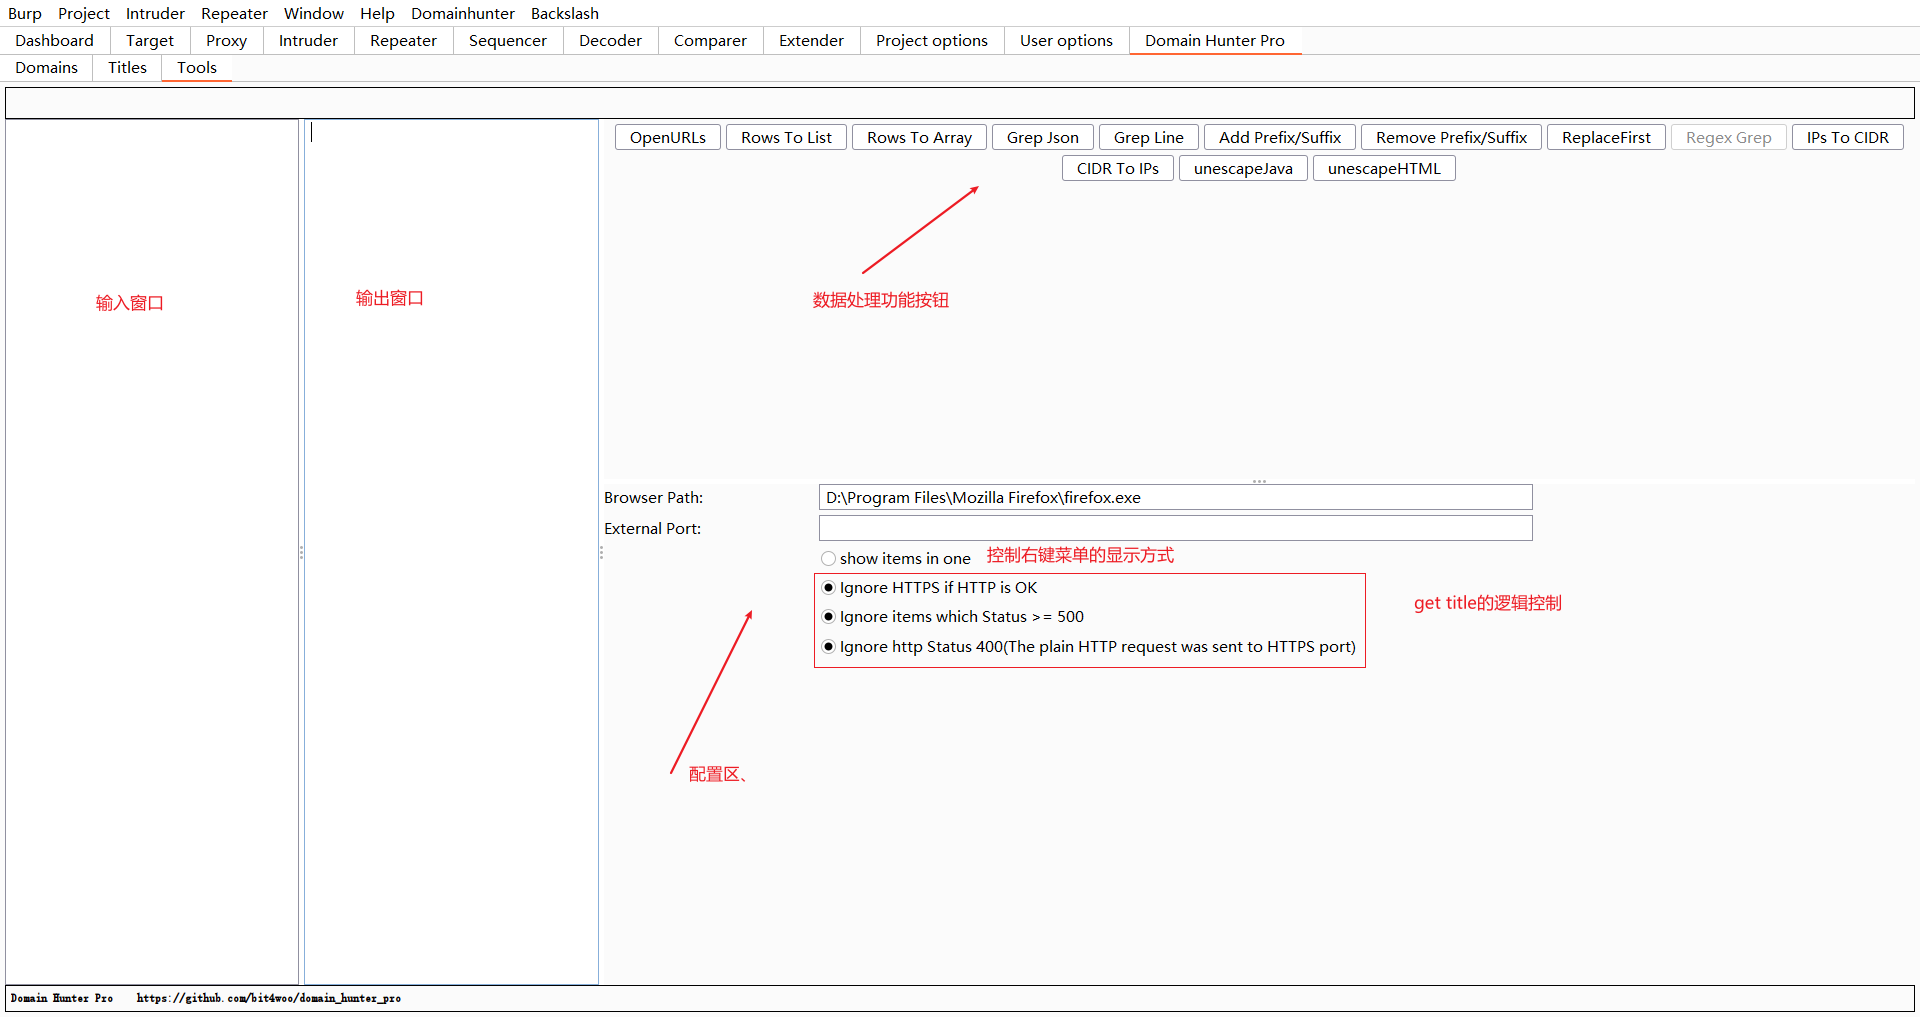 Burp Project Intruder Repeater Window Help Domainhunter Backslash
Dashboard Target Proxy Intruder Repeater Sequencer Decoder Comparer Extender Project options User options Domain Hunter Pro
Domains Titles Tools
OpenURLs Rows To List Rows To Array Grep Json Grep Line Add Prefix/Suffix Remove Prefix/Suffix ReplaceFirst Regex Grep IPs To CIDR
CIDR To IPs unescapeJava unescapeHTML
输入窗口
输出窗口
数据处理功能按钮
Browser Path: D:\Program Files\Mozilla Firefox\firefox.exe
External Port:
show items in one 控制右键菜单的显示方式
Ignore HTTPS if HTTP is OK
get title的逻辑控制
Ignore items which Status >= 500
Ignore http Status 400(The plain HTTP request was sent to HTTPS port)
配置区、
Domain Hunter Pro https://github.com/bit4woo/domain_hunter_pro